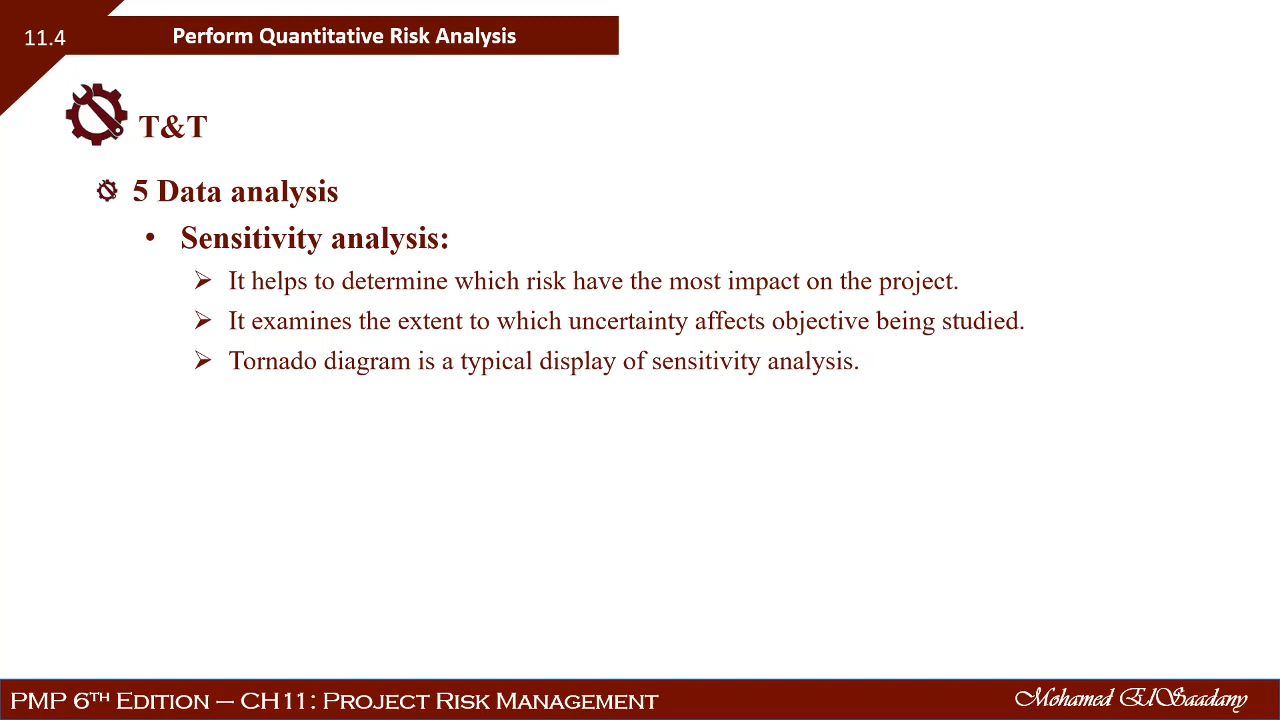 11.4
Perform Quantitative Risk Analysis
T&T
5 Data analysis
• Sensitivity analysis:
➢ It helps to determine which risk have the most impact on the project.
➢ It examines the extent to which uncertainty affects objective being studied.
➢ Tornado diagram is a typical display of sensitivity analysis.
PMP 6TH Edition – CH11: Project Risk Management
Mohamed ElSaadany